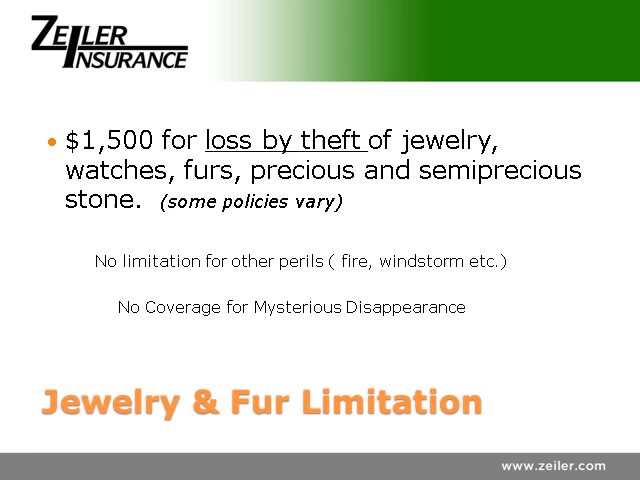 ZEILER
INSURANCE
• $1,500 for loss by theft of jewelry,
watches, furs, precious and semiprecious
stone. (some policies vary)
No limitation for other perils ( fire, windstorm etc.)
No Coverage for Mysterious Disappearance
Jewelry & Fur Limitation
www.zeiler.com